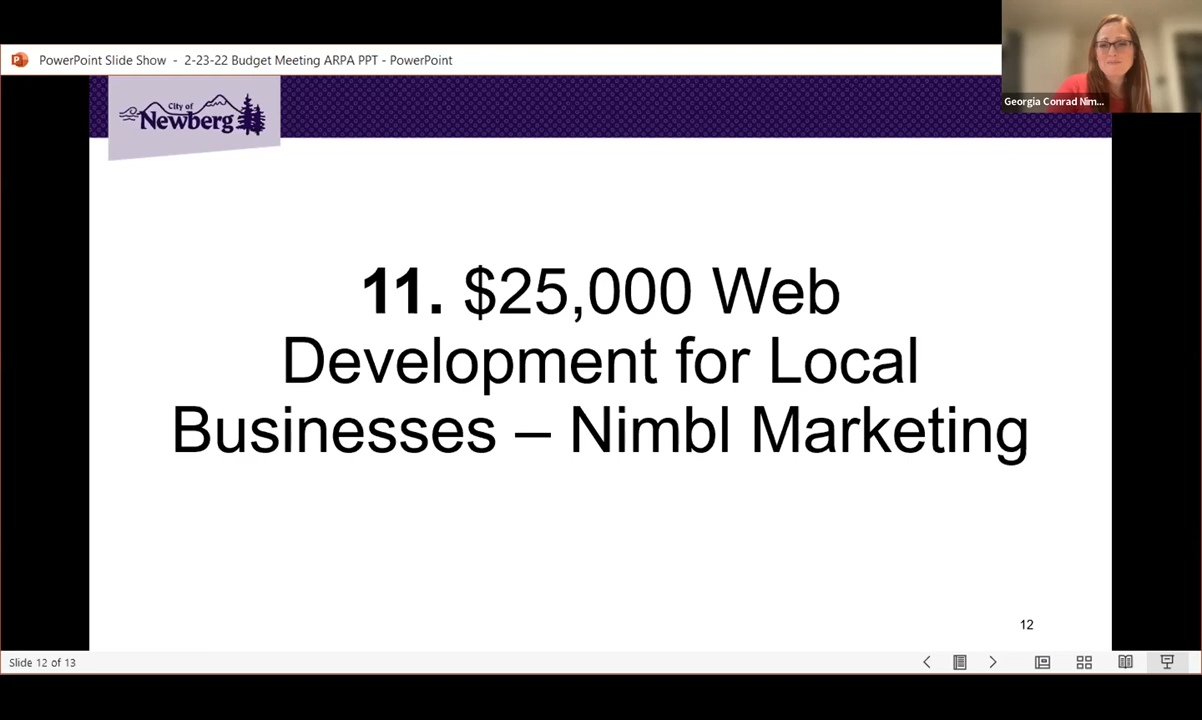 PowerPoint Slide Show - 2-23-22 Budget Meeting ARPA PPT - PowerPoint
Georgia Conrad Nim...
City of
Newberg
11. $25,000 Web
Development for Local
Businesses – Nimbl Marketing
12
Slide 12 of 13